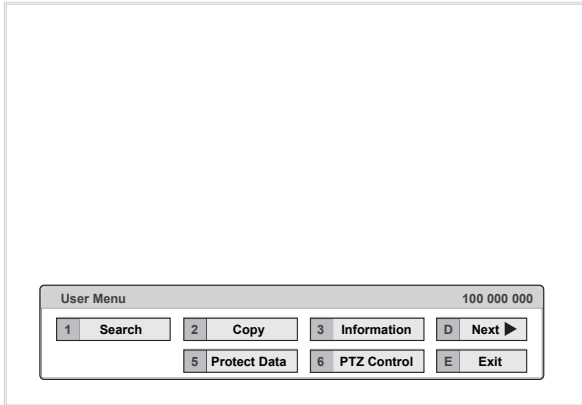 User Menu 100 000 000
1 Search 2 Copy 3 Information D Next ▶
5 Protect Data 6 PTZ Control E Exit